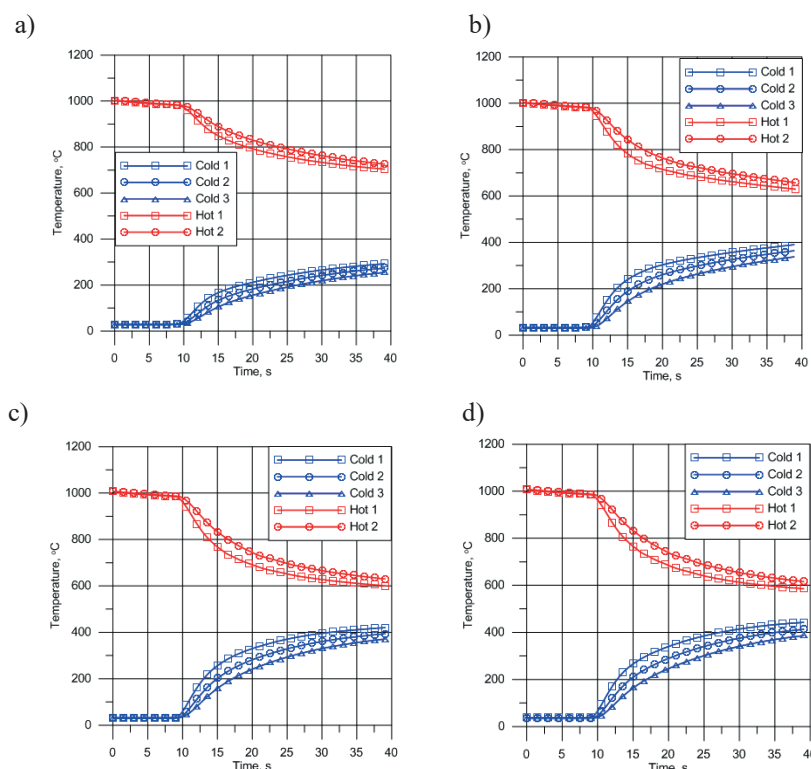 a)
1200
1000
800
600
400
200
0
Temperature, °C
Cold 1
Cold 2
Cold 3
Hot 1
Hot 2
0 5 10 15 20 25 30 35 40
Time, s
b)
1200
1000
800
600
400
200
0
Temperature, °C
Cold 1
Cold 2
Cold 3
Hot 1
Hot 2
0 5 10 15 20 25 30 35 40
Time, s
c)
1200
1000
800
600
400
200
0
Temperature, °C
Cold 1
Cold 2
Cold 3
Hot 1
Hot 2
0 5 10 15 20 25 30 35 40
Time, s
d)
1200
1000
800
600
400
200
0
Temperature, °C
Cold 1
Cold 2
Cold 3
Hot 1
Hot 2
0 5 10 15 20 25 30 35 40
Time, s